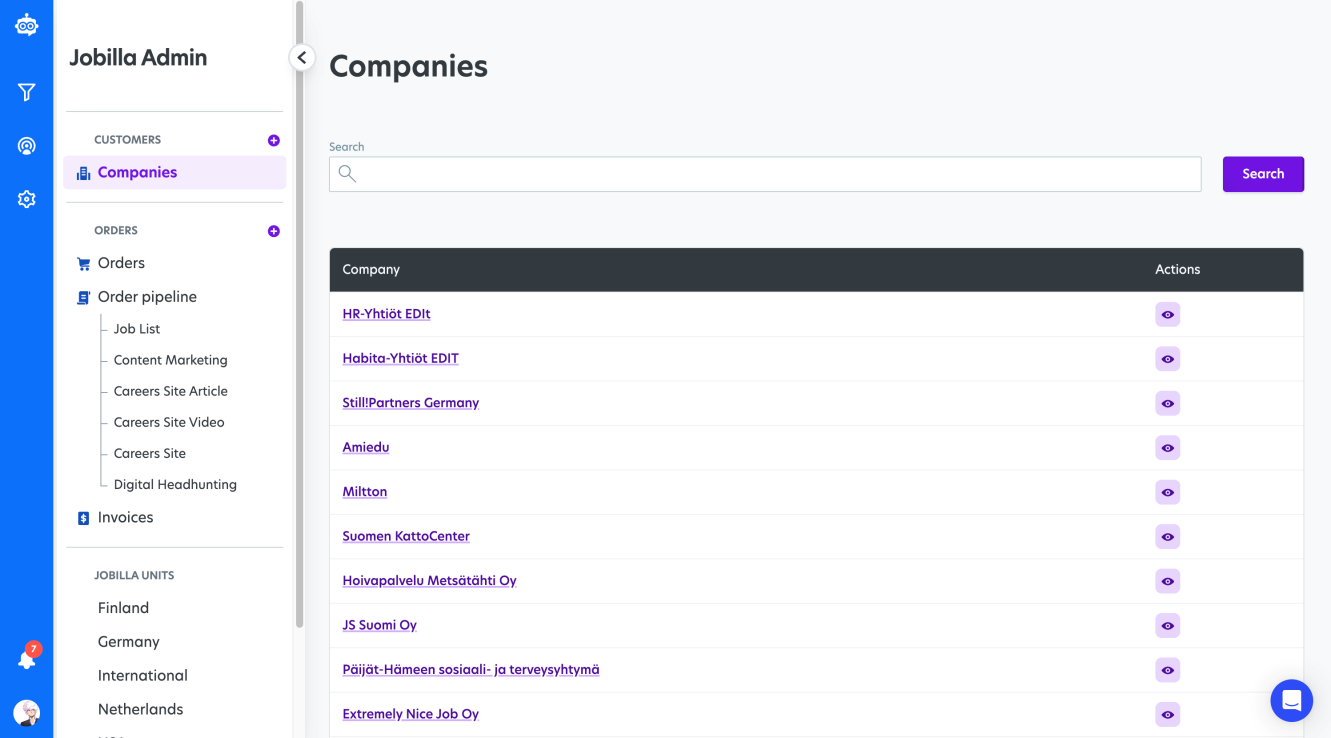 Jobilla Admin
CUSTOMERS
Companies
ORDERS
Orders
Order pipeline
Job List
Content Marketing
Careers Site Article
Careers Site Video
Careers Site
Digital Headhunting
Invoices
JOBILLA UNITS
Finland
Germany
International
Netherlands
7
Companies
Search
Search
Company Actions
HR-Yhtiöt EDIt
Habita-Yhtiöt EDIT
Still!Partners Germany
Amiedu
Miltton
Suomen KattoCenter
Hoivapalvelu Metsätähti Oy
JS Suomi Oy
Päijät-Hämeen sosiaali- ja terveysyhtymä
Extremely Nice Job Oy